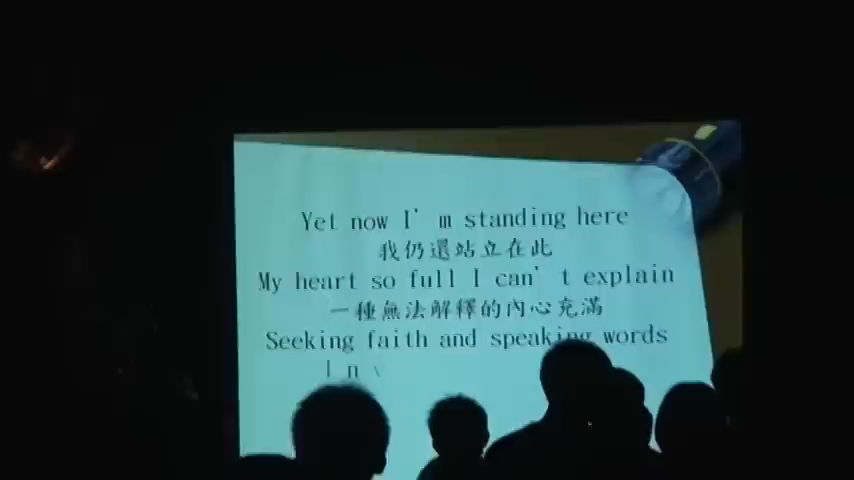 Yet now I'm standing here
我仍還站立在此
My heart so full I can't explain
一種無法解釋的內心充滿
Seeking faith and speaking words